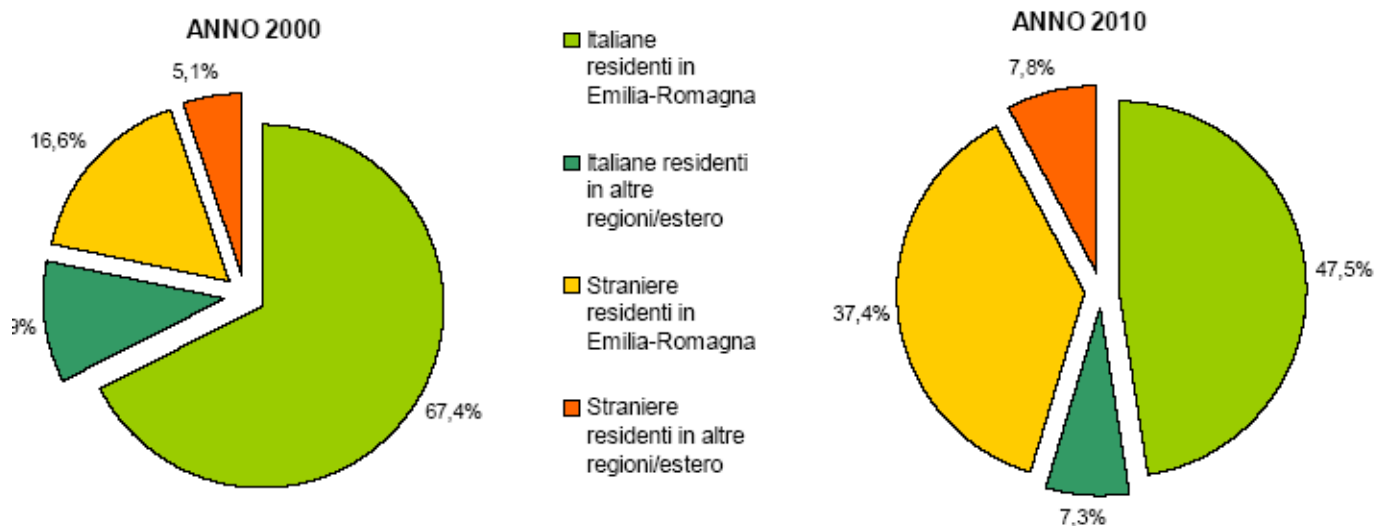 ANNO 2000
5,1%
16,6%
9%
67,4%
Italiane
residenti in
Emilia-Romagna
Italiane residenti
in altre
regioni/estero
Straniere
residenti in
Emilia-Romagna
Straniere
residenti in altre
regioni/estero
ANNO 2010
7,8%
47,5%
37,4%
7,3%